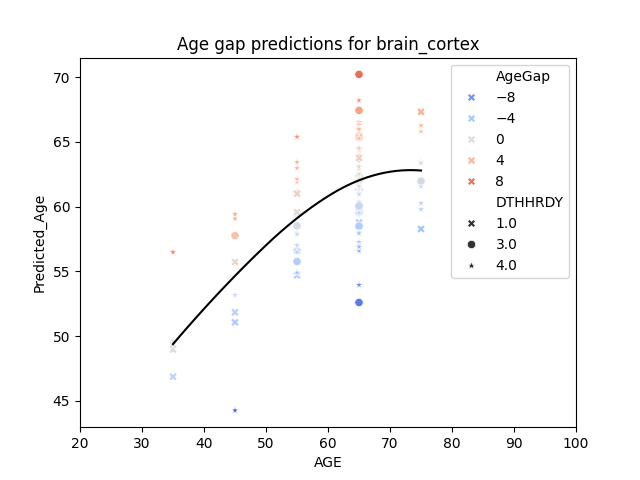 Age gap predictions for brain_cortex
Predicted_Age
70
65
60
55
50
45
20 30 40 50 60 70 80 90 100
AGE
AgeGap
−8
−4
0
4
8
DTHHRDY
1.0
3.0
4.0